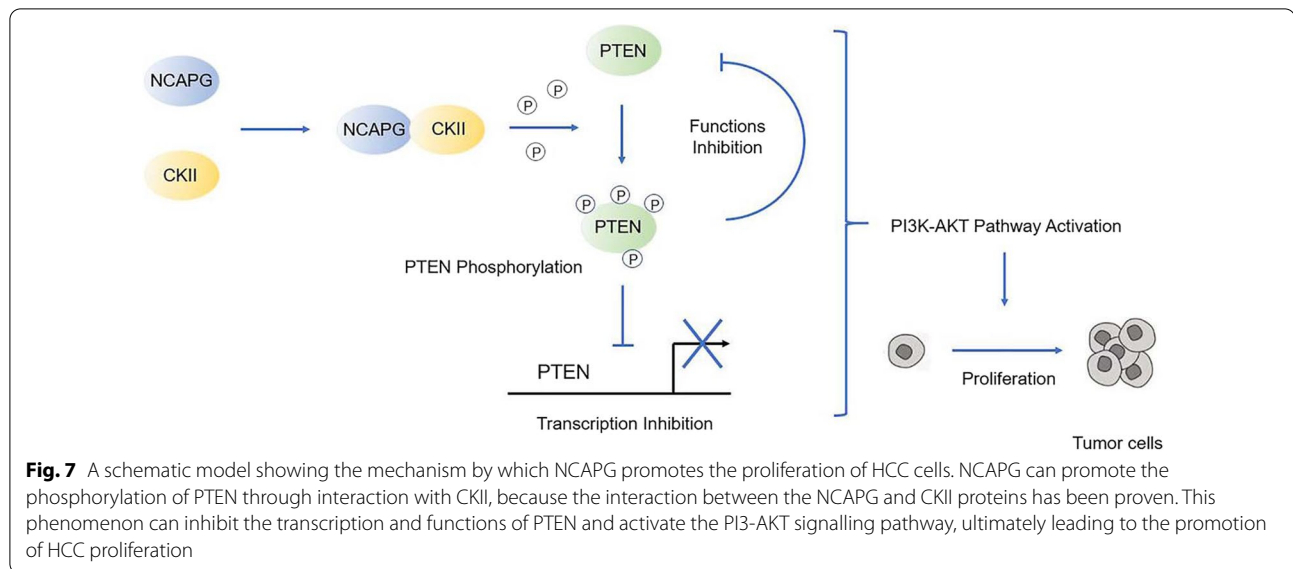 PTEN
NCAPG
P
P
NCAPG
CKII
P
Functions
Inhibition
CKII
P
P
P
PTEN
PI3K-AKT Pathway Activation
P
PTEN Phosphorylation
PTEN
Proliferation
Transcription Inhibition
Tumor cells
Fig. 7 A schematic model showing the mechanism by which NCAPG promotes the proliferation of HCC cells. NCAPG can promote the
phosphorylation of PTEN through interaction with CKII, because the interaction between the NCAPG and CKII proteins has been proven. This
phenomenon can inhibit the transcription and functions of PTEN and activate the PI3-AKT signalling pathway, ultimately leading to the promotion
of HCC proliferation